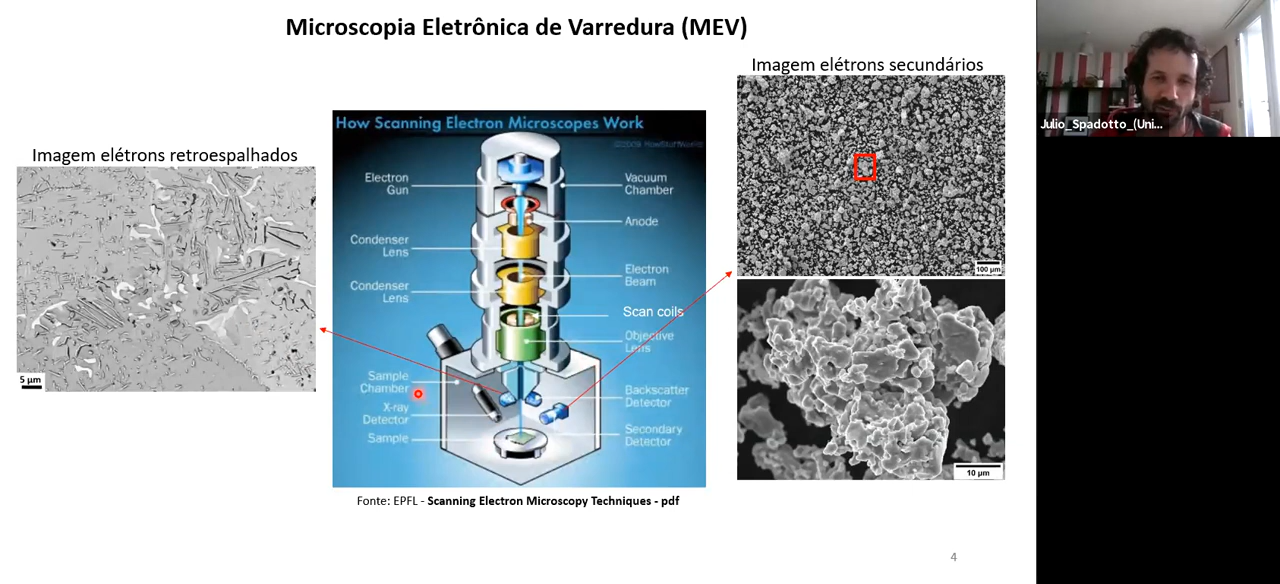 Microscopia Eletrônica de Varredura (MEV)
Imagem elétrons retroespalhados
5 µm
How Scanning Electron Microscopes Work
©2009 HowStuffWorks
Electron
Gun
Condenser
Lens
Condenser
Lens
Sample
Chamber
X-ray
Detector
Sample
Vacuum
Chamber
Anode
Electron
Beam
Scan coils
Objective
Lens
Backscatter
Detector
Secondary
Detector
Fonte: EPFL - Scanning Electron Microscopy Techniques - pdf
Imagem elétrons secundários
100 µm
10 µm
4
Julio_Spadotto_(Uni...